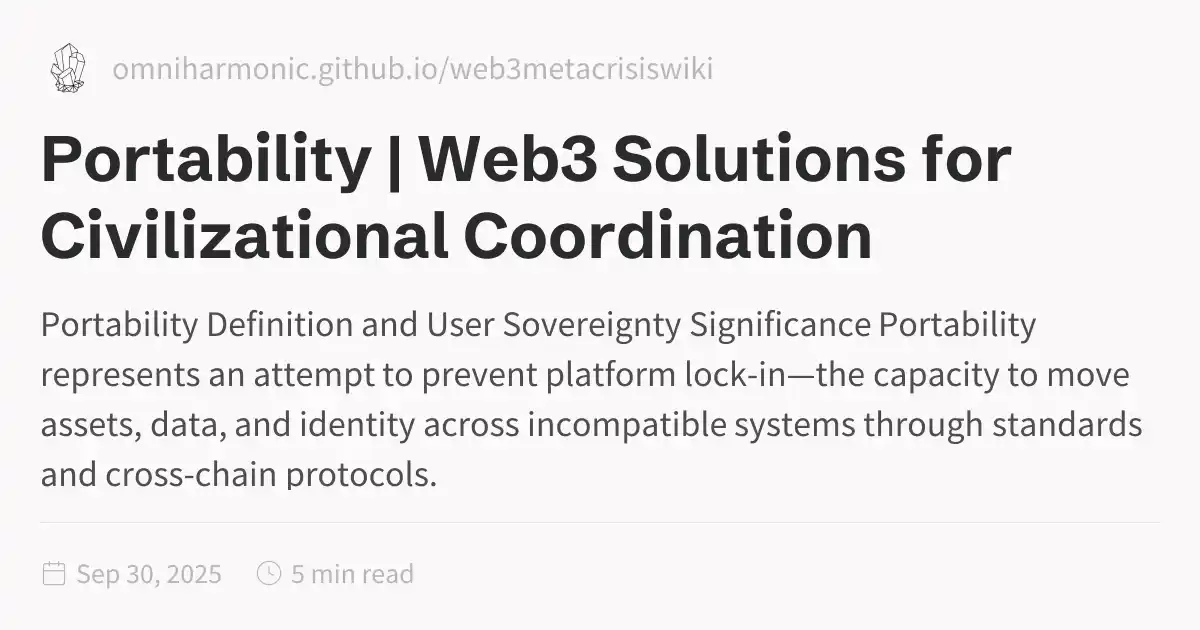 omniharmonic.github.io/web3metacrisiswiki
Portability | Web3 Solutions for
Civilizational Coordination
Portability Definition and User Sovereignty Significance Portability
represents an attempt to prevent platform lock-in—the capacity to move
assets, data, and identity across incompatible systems through standards
and cross-chain protocols.
Sep 30, 2025 5 min read